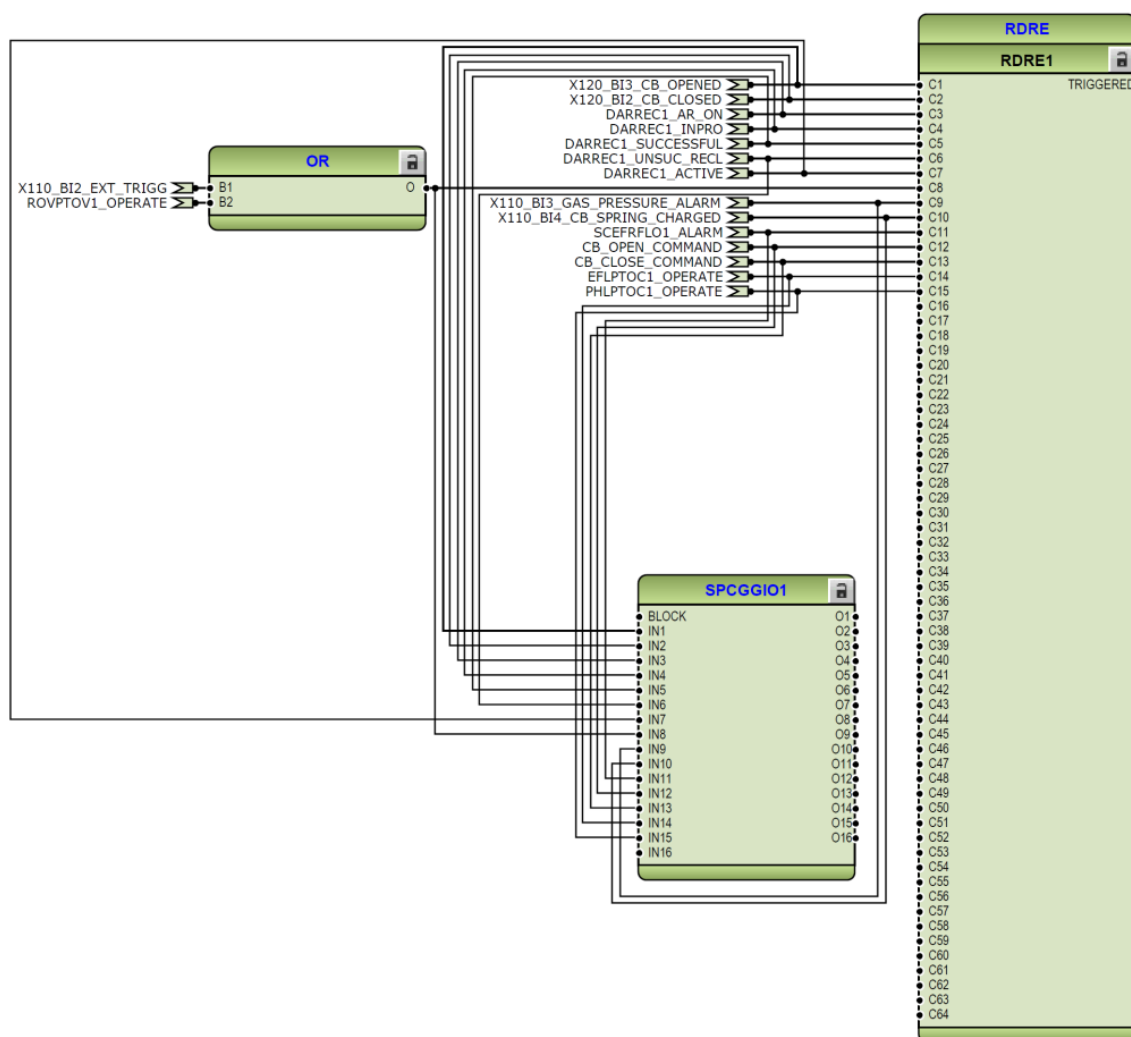 RDRE
RDRE1
TRIGGERED
X120_BI3_CB_OPENED
X120_BI2_CB_CLOSED
DARREC1_AR_ON
DARREC1_INPRO
DARREC1_SUCCESSFUL
DARREC1_UNSUC_RECL
DARREC1_ACTIVE
OR
X110_BI2_EXT_TRIGG
ROVPTOV1_OPERATE
B1
B2
O
X110_BI3_GAS_PRESSURE_ALARM
X110_BI4_CB_SPRING_CHARGED
SCEFRFLO1_ALARM
CB_OPEN_COMMAND
CB_CLOSE_COMMAND
EFLPTOC1_OPERATE
PHLPTOC1_OPERATE
C1
C2
C3
C4
C5
C6
C7
C8
C9
C10
C11
C12
C13
C14
C15
C16
C17
C18
C19
C20
C21
C22
C23
C24
C25
C26
C27
C28
C29
C30
C31
C32
C33
C34
C35
C36
C37
C38
C39
C40
C41
C42
C43
C44
C45
C46
C47
C48
C49
C50
C51
C52
C53
C54
C55
C56
C57
C58
C59
C60
C61
C62
C63
C64
SPCGGIO1
BLOCK
IN1
IN2
IN3
IN4
IN5
IN6
IN7
IN8
IN9
IN10
IN11
IN12
IN13
IN14
IN15
IN16
O1
O2
O3
O4
O5
O6
O7
O8
O9
O10
O11
O12
O13
O14
O15
O16